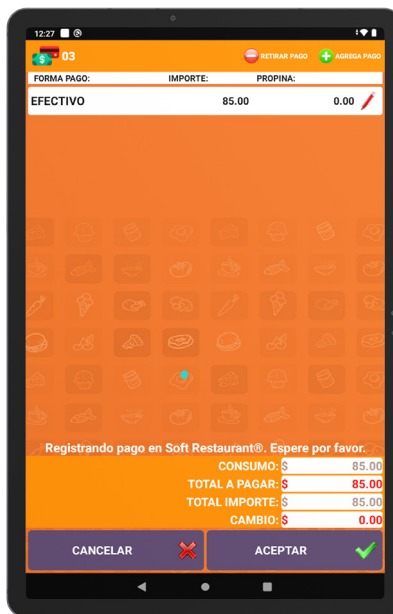 12:27
03
RETIRAR PAGO
AGREGA PAGO
FORMA PAGO: IMPORTE: PROPINA:
EFECTIVO 85.00 0.00
Registrando pago en Soft Restaurant®. Espere por favor.
CONSUMO: $ 85.00
TOTAL A PAGAR: $ 85.00
TOTAL IMPORTE: $ 85.00
CAMBIO: $ 0.00
CANCELAR
ACEPTAR